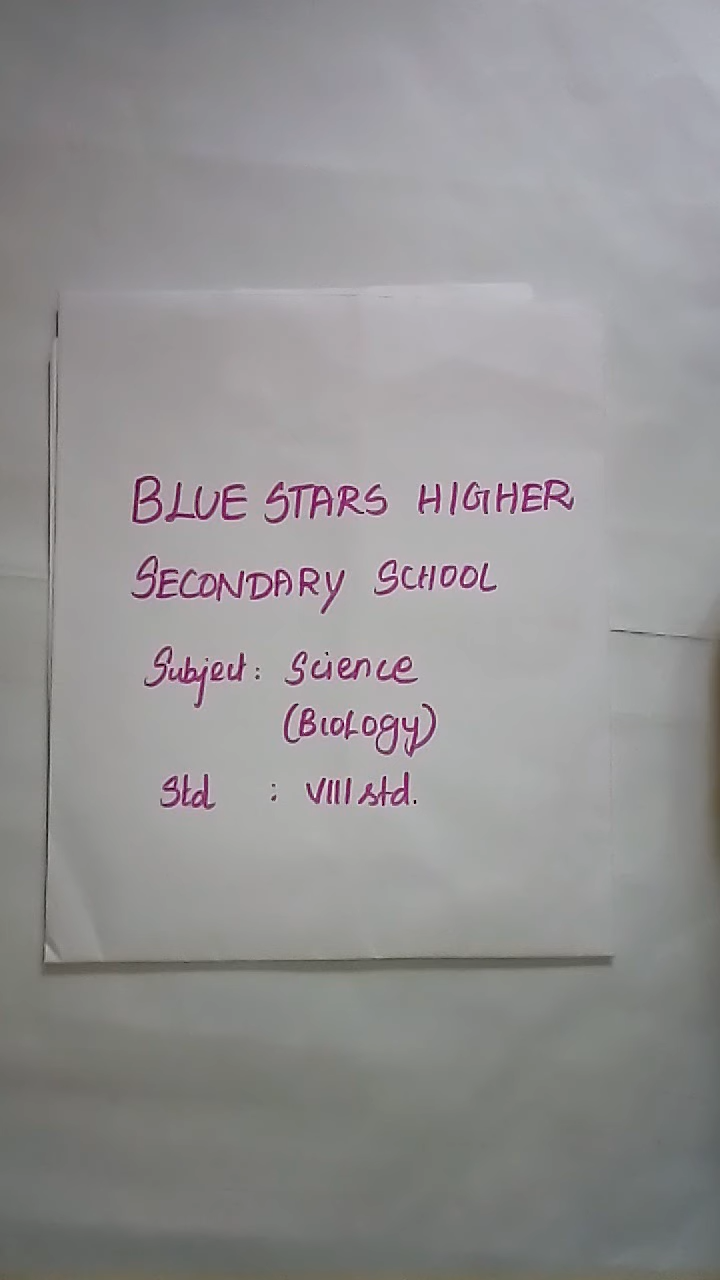 BLUE STARS HIGHER
SECONDARY SCHOOL
Subject: Science
(BIOLOGY)
Std : VIII std.